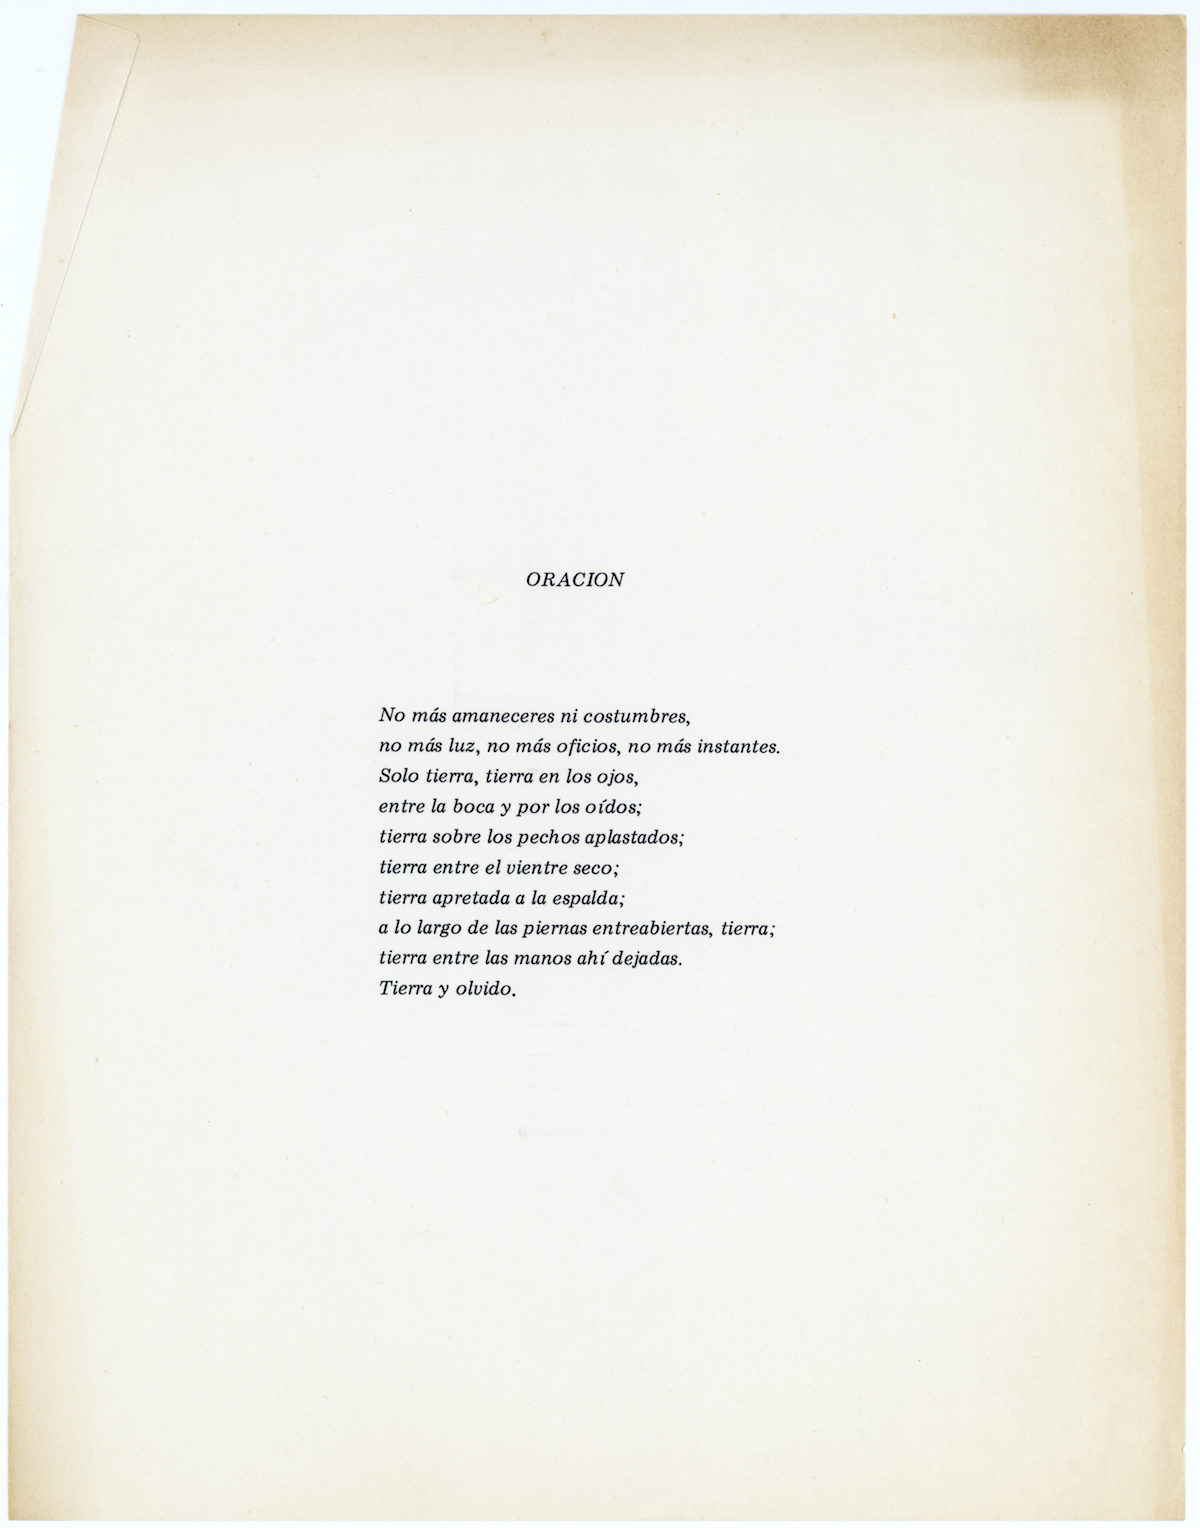 ORACION
No más amaneceres ni costumbres,
no más luz, no más oficios, no más instantes.
Solo tierra, tierra en los ojos,
entre la boca y por los oídos;
tierra sobre los pechos aplastados;
tierra entre el vientre seco;
tierra apretada a la espalda;
a lo largo de las piernas entreabiertas, tierra;
tierra entre las manos ahí dejadas.
Tierra y olvido.